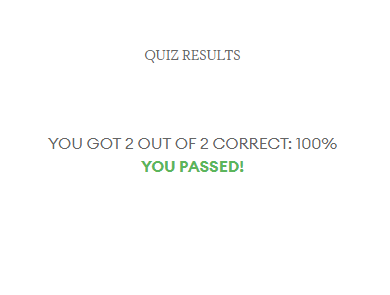 QUIZ RESULTS
YOU GOT 2 OUT OF 2 CORRECT: 100%
YOU PASSED!